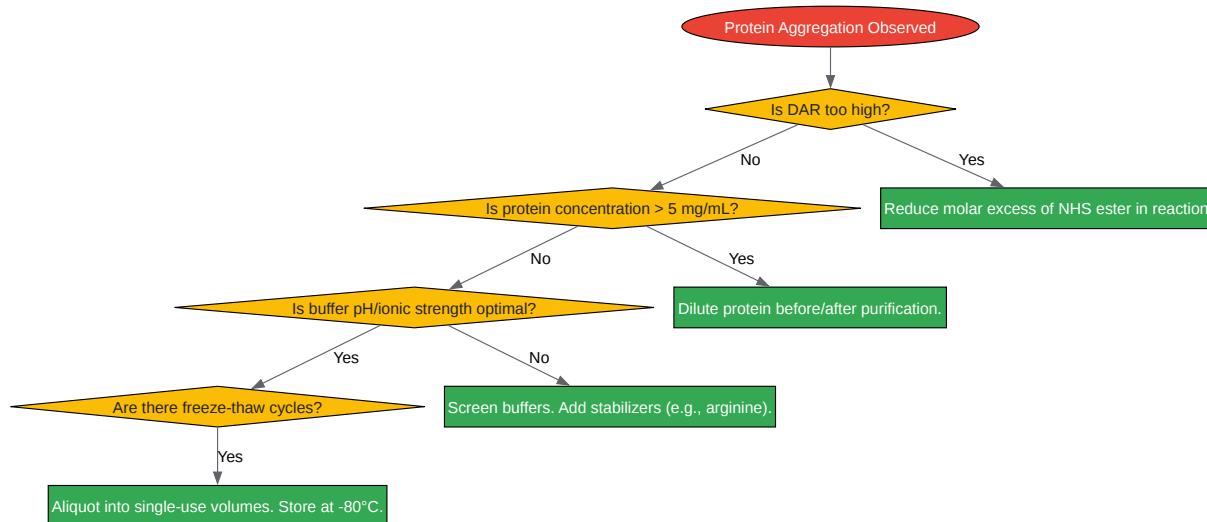 Protein Aggregation Observed
Is DAR too high?
No
Yes
Is protein concentration > 5 mg/mL?
Reduce molar excess of NHS ester in reaction
No
Yes
Is buffer pH/ionic strength optimal?
Dilute protein before/after purification.
Yes
No
Are there freeze-thaw cycles?
Screen buffers. Add stabilizers (e.g., arginine).
Yes
Aliquot into single-use volumes. Store at -80°C.